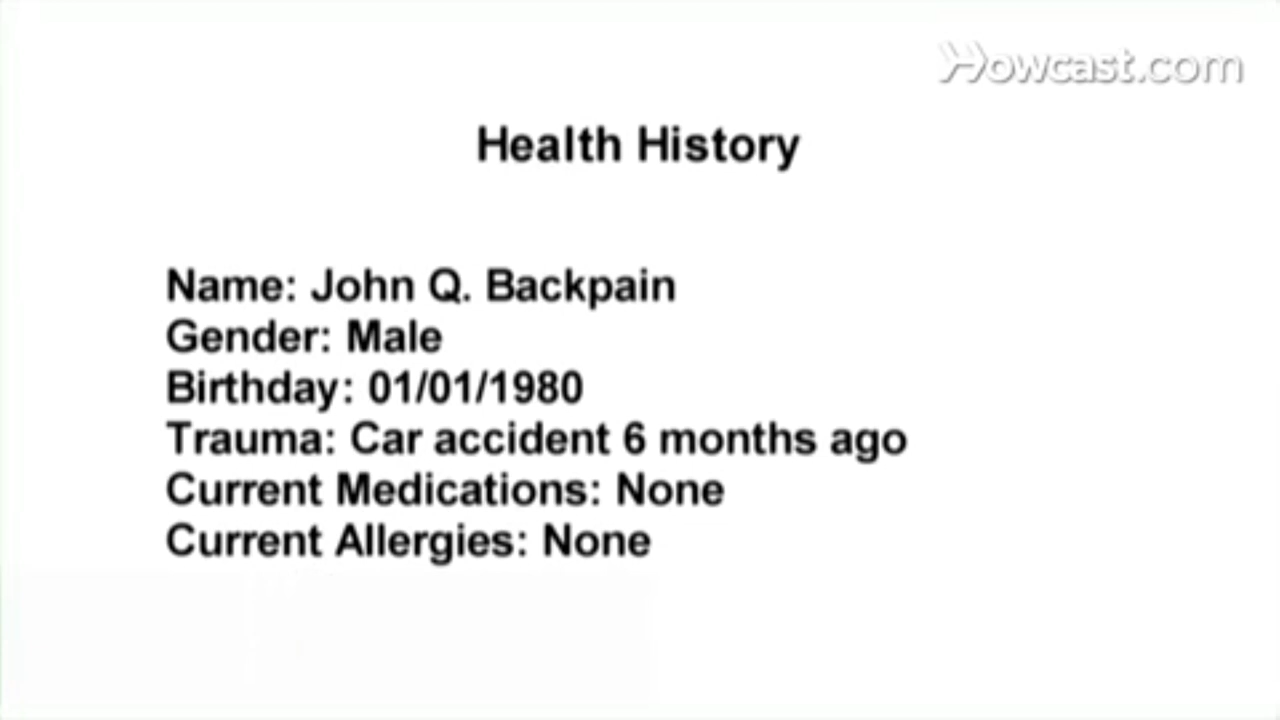 Howcast.com
Health History
Name: John Q. Backpain
Gender: Male
Birthday: 01/01/1980
Trauma: Car accident 6 months ago
Current Medications: None
Current Allergies: None